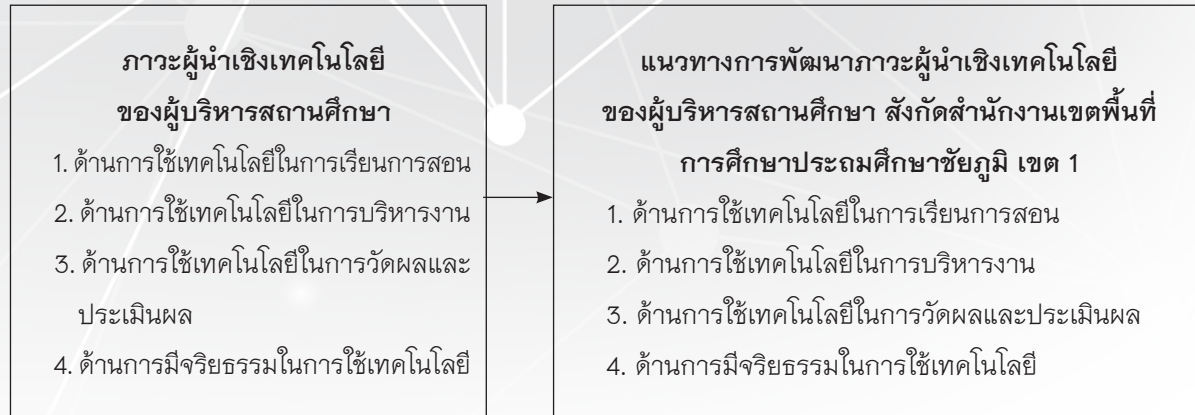 ภาวะผู้นำเชิงเทคโนโลยี
ของผู้บริหารสถานศึกษา
1. ด้านการใช้เทคโนโลยีในการเรียนการสอน
2. ด้านการใช้เทคโนโลยีในการบริหารงาน
3. ด้านการใช้เทคโนโลยีในการวัดผลและ
ประเมินผล
4. ด้านการมีจริยธรรมในการใช้เทคโนโลยี
แนวทางการพัฒนาภาวะผู้นำเชิงเทคโนโลยี
ของผู้บริหารสถานศึกษา สังกัดสำนักงานเขตพื้นที่
การศึกษาประถมศึกษาชัยภูมิ เขต 1
1. ด้านการใช้เทคโนโลยีในการเรียนการสอน
2. ด้านการใช้เทคโนโลยีในการบริหารงาน
3. ด้านการใช้เทคโนโลยีในการวัดผลและประเมินผล
4. ด้านการมีจริยธรรมในการใช้เทคโนโลยี